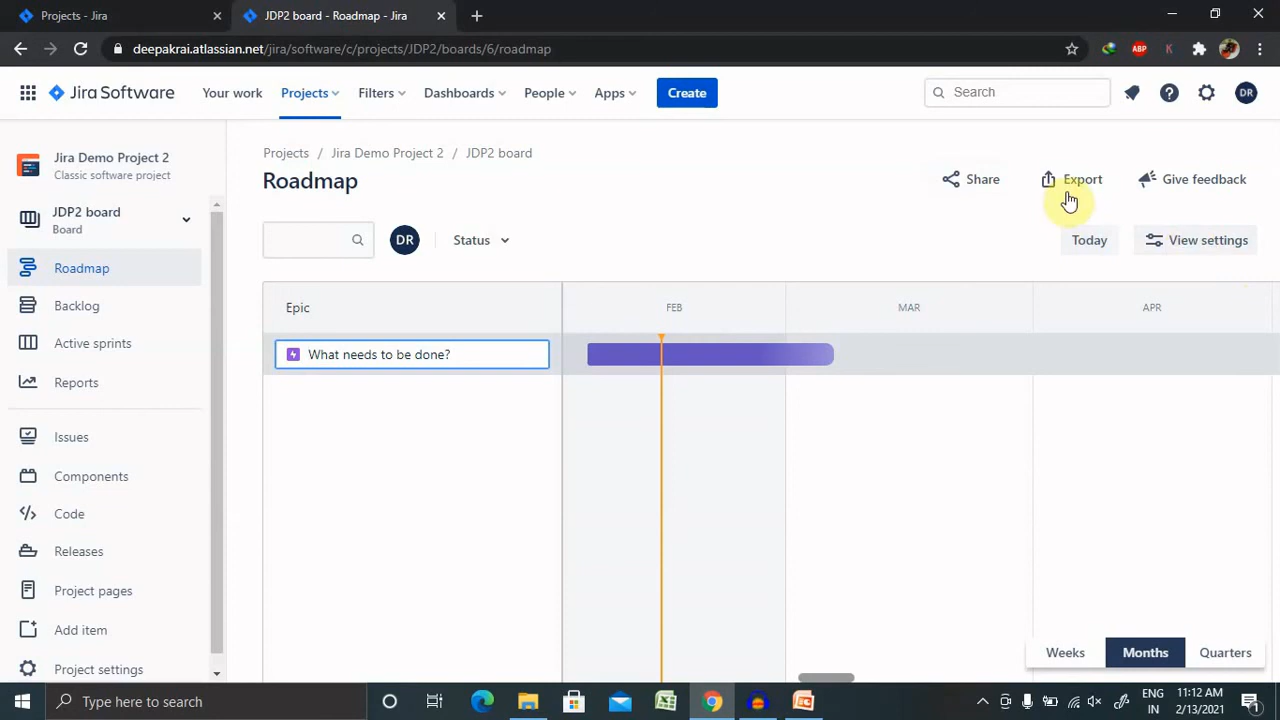 Projects - Jira
JDP2 board - Roadmap - Jira
deepakrai.atlassian.net/jira/software/c/projects/JDP2/boards/6/roadmap
ABP
K
Jira Software
Your work
Projects
Filters
Dashboards
People
Apps
Create
Search
DR
Jira Demo Project 2
Classic software project
JDP2 board
Board
Roadmap
Backlog
Active sprints
Reports
Issues
Components
Code
Releases
Project pages
Add item
Project settings
Projects / Jira Demo Project 2 / JDP2 board
Roadmap
Share
Export
Give feedback
DR
Status
Today
View settings
Epic
FEB
MAR
APR
What needs to be done?
Weeks
Months
Quarters
Type here to search
ENG
IN
11:12 AM
2/13/2021
1